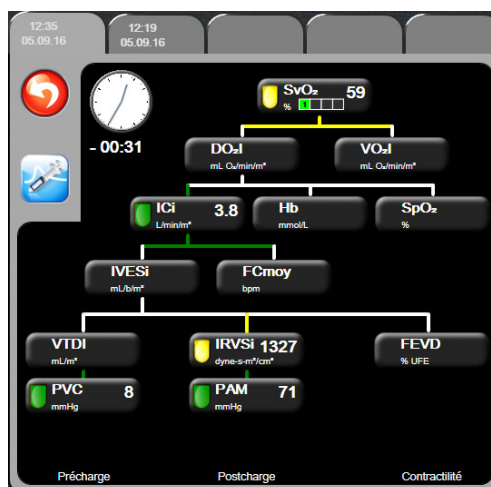 12:35
05.09.16
12:19
05.09.16
SvO₂ 59
% 1
- 00:31
DO₂I
mL O₂/min/m²
VO₂I
mL O₂/min/m²
ICi 3.8
L/min/m²
Hb
mmol/L
SpO₂
%
IVESi
mL/b/m²
FCmoy
bpm
VTDI
mL/m²
IRVSi 1327
dyne-s-m²/cm⁵
FEVD
% UFE
PVC 8
mmHg
PAM 71
mmHg
Précharge Postcharge Contractilité